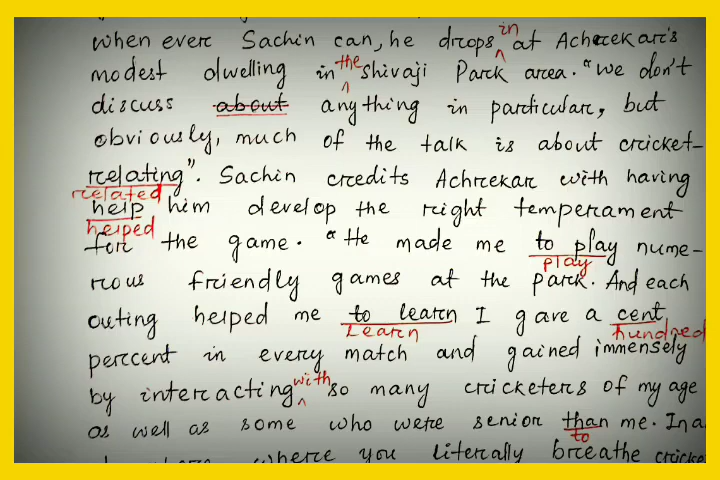 when ever Sachin can, he drops in at Achrekar's
modest dwelling in the Shivaji Park area. "we don't
discuss about anything in particular, but
obviously, much of the talk is about cricket-
relating". Sachin credits Achrekar with having
related
help him develop the right temperament
helped
for the game. "He made me to play nume-
play
rous friendly games at the park. And each
outing helped me to learn I gave a cent
Learn hundred
percent in every match and gained immensely
by interacting with so many cricketers of my age
as well as some who were senior than me. In a
to
where you literally breathe cricket